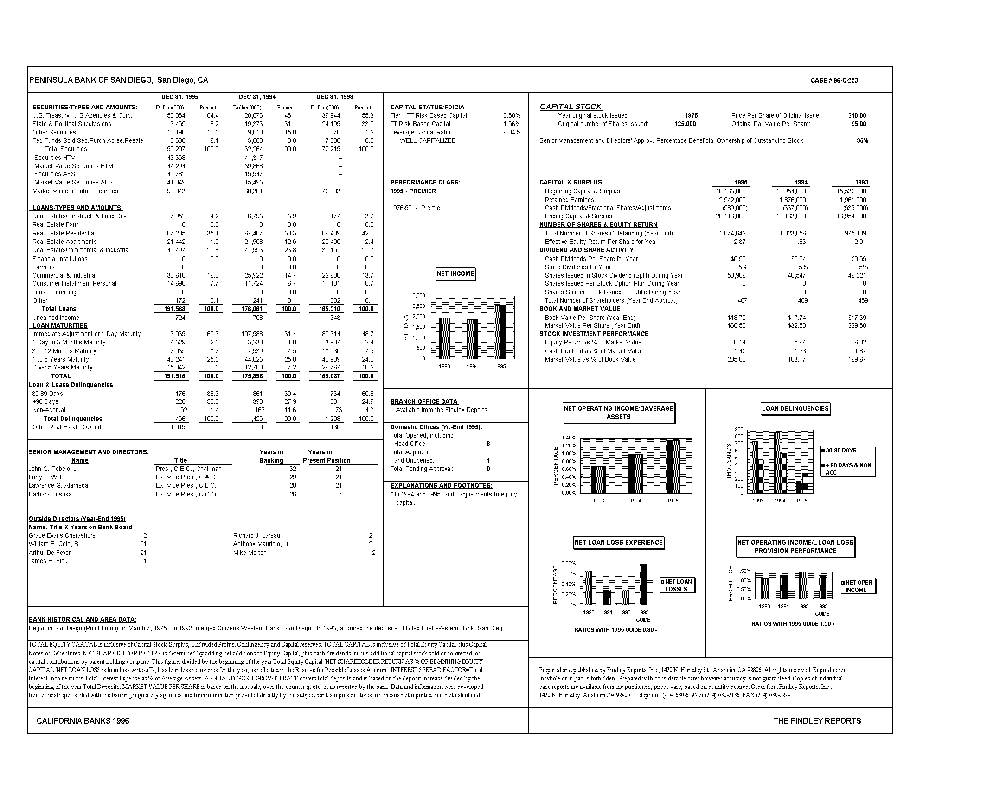 PENINSULA BANK OF SAN DIEGO, San Diego, CA
CASE # 96-C-223
DEC 31, 1995 DEC 31, 1994 DEC 31. 1993
SECURITIES-TYPES AND AMOUNTS: Dollars(000) Percent Dollars(000) Percent Dollars(000) Percent
U.S. Treasury, U.S.Agencies & Corp. 58,054 64.4 28,073 45.1 39,944 55.3
State & Political Subdivisions 16,455 18.2 19,373 31.1 24,199 33.5
Other Securities 10,198 11.3 9,818 15.8 876 1.2
Fed Funds Sold-Sec.Purch.Agree.Resale 5,500 6.1 5,000 8.0 7,200 10.0
Total Securities 90,207 100.0 62,264 100.0 72,219 100.0
Securities HTM 43,658 41,317 --
Market Value Securities HTM 44,294 39,868 --
Securities AFS 40,782 15,947 --
Market Value Securities AFS 41,049 15,493 --
Market Value of Total Securities 90,843 60,361 72,603
LOANS-TYPES AND AMOUNTS:
Real Estate-Construct. & Land Dev. 7,952 4.2 6,793 3.9 6,177 3.7
Real Estate-Farm 0 0.0 0 0.0 0 0.0
Real Estate-Residential 67,205 35.1 67,467 38.3 69,489 42.1
Real Estate-Apartments 21,442 11.2 21,958 12.5 20,490 12.4
Real Estate-Commercial & Industrial 49,497 25.8 41,956 23.8 35,151 21.3
Financial Institutions 0 0.0 0 0.0 0 0.0
Farmers 0 0.0 0 0.0 0 0.0
Commercial & Industrial 30,610 16.0 25,922 14.7 22,600 13.7
Consumer-Installment-Personal 14,690 7.7 11,724 6.7 11,101 6.7
Lease Financing 0 0.0 0 0.0 0 0.0
Other 172 0.1 241 0.1 202 0.1
Total Loans 191,568 100.0 176,061 100.0 165,210 100.0
Unearned Income 724 708 643
LOAN MATURITIES
Immediate Adjustment or 1 Day Maturity 116,069 60.6 107,988 61.4 80,314 48.7
1 Day to 3 Months Maturity. 4,329 2.3 3,238 1.8 3,987 2.4
3 to 12 Months Maturity 7,035 3.7 7,939 4.5 13,060 7.9
1 to 5 Years Maturity 48,241 25.2 44,023 25.0 40,909 24.8
Over 5 Years Maturity 15,842 8.3 12,708 7.2 26,767 16.2
TOTAL 191,516 100.0 175,896 100.0 165,037 100.0
Loan & Lease Delinquencies
30-89 Days 176 38.6 861 60.4 734 60.8
+90 Days 228 50.0 398 27.9 301 24.9
Non-Accrual 52 11.4 166 11.6 173 14.3
Total Delinquencies 456 100.0 1,425 100.0 1,208 100.0
Other Real Estate Owned 1,019 0 160
SENIOR MANAGEMENT AND DIRECTORS: Years in Years in
Name Title Banking Present Position
John G. Rebelo, Jr. Pres., C.E.O., Chairman 32 21
Larry L. Willette Ex. Vice Pres., C.A.O. 29 21
Lawrence G. Alameda Ex. Vice Pres., C.L.O. 28 21
Barbara Hosaka Ex. Vice Pres., C.O.O. 26 7
Outside Directors (Year-End 1995)
Name, Title & Years on Bank Board
Grace Evans Cherashore 2 Richard J. Lareau 21
William E. Cole, Sr. 21 Anthony Mauricio, Jr. 21
Arthur De Fever 21 Mike Morton 2
James E. Fink 21
CAPITAL STATUS/FDICIA
Tier 1 TT Risk Based Capital: 10.58%
TT Risk Based Capital: 11.56%
Leverage Capital Ratio: 6.84%
WELL CAPITALIZED
PERFORMANCE CLASS:
1995 - PREMIER
1976-95 - Premier
NET INCOME
3,000
2,500
2,000
1,500
1,000
500
0
MILLIONS
1993 1994 1995
BRANCH OFFICE DATA
Available from the Findley Reports
Domestic Offices (Yr.-End 1995):
Total Opened, including
Head Office: 8
Total Approved
and Unopened: 1
Total Pending Approval: 0
EXPLANATIONS AND FOOTNOTES:
*-In 1994 and 1995, audit adjustments to equity
capital.
CAPITAL STOCK
Year original stock issued: 1975 Price Per Share of Original Issue: $10.00
Original number of Shares issued: 125,000 Original Par Value Per Share: $5.00
Senior Management and Directors' Approx. Percentage Beneficial Ownership of Outstanding Stock: 35%
CAPITAL & SURPLUS 1995 1994 1993
Beginning Capital & Surplus 18,163,000 16,954,000 15,532,000
Retained Earnings 2,542,000 1,876,000 1,961,000
Cash Dividends/Fractional Shares/Adjustments (589,000) (667,000) (539,000)
Ending Capital & Surplus 20,116,000 18,163,000 16,954,000
NUMBER OF SHARES & EQUITY RETURN
Total Number of Shares Outstanding (Year End) 1,074,642 1,023,656 975,109
Effective Equity Return Per Share for Year 2.37 1.83 2.01
DIVIDEND AND SHARE ACTIVITY
Cash Dividends Per Share for Year $0.55 $0.54 $0.55
Stock Dividends for Year 5% 5% 5%
Shares Issued in Stock Dividend (Split) During Year 50,986 48,547 46,221
Shares Issued Per Stock Option Plan During Year 0 0 0
Shares Sold in Stock Issued to Public During Year 0 0 0
Total Number of Shareholders (Year End Approx.) 467 469 459
BOOK AND MARKET VALUE
Book Value Per Share (Year End) $18.72 $17.74 $17.39
Market Value Per Share (Year End) $38.50 $32.50 $29.50
STOCK INVESTMENT PERFORMANCE
Equity Return as % of Market Value 6.14 5.64 6.82
Cash Dividend as % of Market Value 1.42 1.66 1.87
Market Value as % of Book Value 205.68 183.17 169.67
NET OPERATING INCOME/▯AVERAGE
ASSETS
1.40%
1.20%
1.00%
0.80%
0.60%
0.40%
0.20%
0.00%
PERCENTAGE
1993 1994 1995
LOAN DELINQUENCIES
900
800
700
600
500
400
300
200
100
0
THOUSANDS
1993 1994 1995
30-89 DAYS
+ 90 DAYS & NON-
ACC
NET LOAN LOSS EXPERIENCE
0.80%
0.60%
0.40%
0.20%
0.00%
PERCENTAGE
1993 1994 1995 1995
GUIDE
NET LOAN
LOSSES
RATIOS WITH 1995 GUIDE 0.80 -
NET OPERATING INCOME/▯LOAN LOSS
PROVISION PERFORMANCE
1.50%
1.00%
0.50%
0.00%
PERCENTAGE
1993 1994 1995 1995
GUIDE
NET OPER
INCOME
RATIOS WITH 1995 GUIDE 1.30 +
BANK HISTORICAL AND AREA DATA:
Began in San Diego (Point Loma) on March 7, 1975. In 1992, merged Citizens Western Bank, San Diego. In 1993, acquired the deposits of failed First Western Bank, San Diego.
TOTAL EQUITY CAPITAL is inclusive of Capital Stock, Surplus, Undivided Profits, Contingency and Capital reserves. TOTAL CAPITAL is inclusive of Total Equity Capital plus Capital
Notes or Debentures. NET SHAREHOLDER RETURN is determined by adding net additions to Equity Capital, plus cash dividends, minus additional capital stock sold or converted, or
capital contributions by parent holding company. This figure, divided by the beginning of the year Total Equity Capital=NET SHAREHOLDER RETURN AS % OF BEGINNING EQUITY
CAPITAL. NET LOAN LOSS is loan loss write-offs, less loan loss recoveries for the year, as reflected in the Reserve for Possible Losses Account. INTEREST SPREAD FACTOR=Total
Interest Income minus Total Interest Expense as % of Average Assets. ANNUAL DEPOSIT GROWTH RATE covers total deposits and is based on the deposit increase divided by the
beginning of the year Total Deposits. MARKET VALUE PER SHARE is based on the last sale, over-the-counter quote, or as reported by the bank. Data and information were developed
from official reports filed with the banking regulatory agencies and from information provided directly by the subject bank's representatives. n.r. means not reported; n.c. not calculated.
Prepared and published by Findley Reports, Inc., 1470 N. Hundley St., Anaheim, CA 92806. All rights reserved. Reproduction
in whole or in part is forbidden. Prepared with considerable care; however accuracy is not guaranteed. Copies of individual
case reports are available from the publishers; prices vary, based on quantity desired. Order from Findley Reports, Inc.,
1470 N. Hundley, Anaheim CA 92806. Telephone (714) 630-6195 or (714) 630-7136 FAX (714) 630-2279.
CALIFORNIA BANKS 1996
THE FINDLEY REPORTS